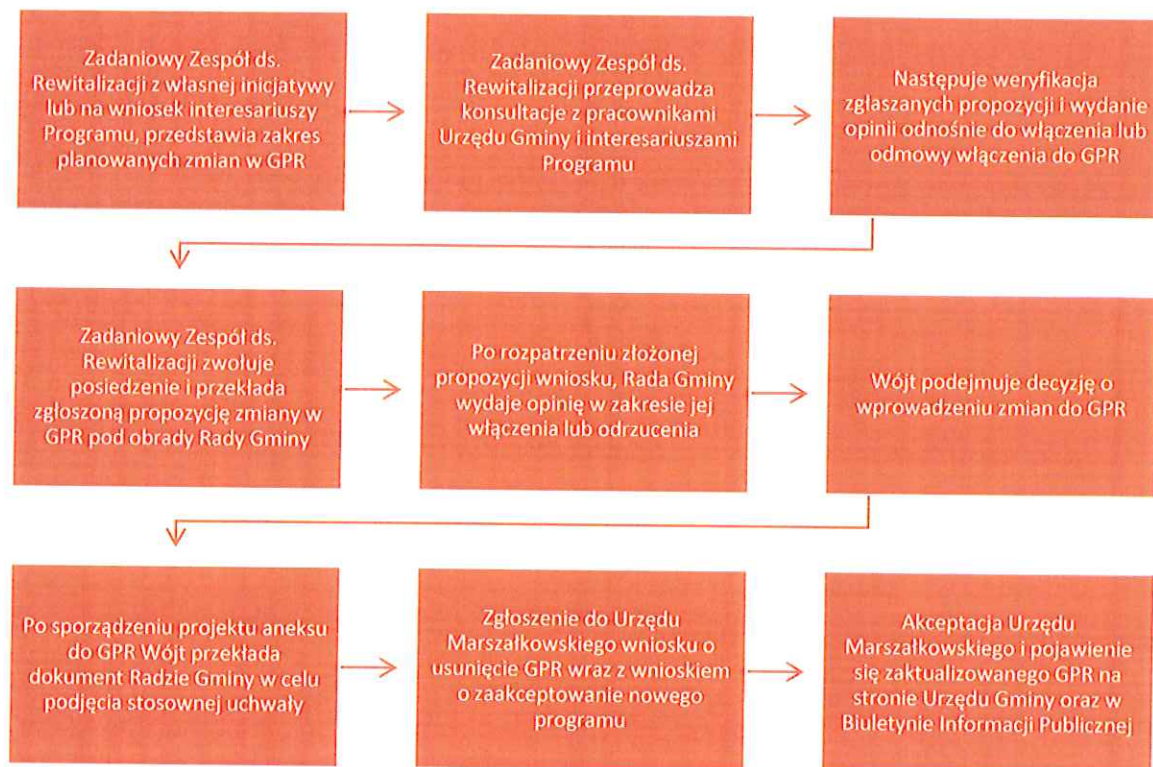 Zadaniowy Zespół ds.
Rewitalizacji z własnej inicjatywy
lub na wniosek interesariuszy
Programu, przedstawia zakres
planowanych zmian w GPR
Zadaniowy Zespół ds.
Rewitalizacji przeprowadza
konsultacje z pracownikami
Urzędu Gminy i interesariuszami
Programu
Następuje weryfikacja
zgłaszanych propozycji i wydanie
opinii odnośnie do włączenia lub
odmowy włączenia do GPR
Zadaniowy Zespół ds.
Rewitalizacji zwołuje
posiedzenie i przekłada
zgłoszoną propozycję zmiany w
GPR pod obrady Rady Gminy
Po rozpatrzeniu złożonej
propozycji wniosku, Rada Gminy
wydaje opinię w zakresie jej
włączenia lub odrzucenia
Wójt podejmuje decyzję o
wprowadzeniu zmian do GPR
Po sporządzeniu projektu aneksu
do GPR Wójt przekłada
dokument Radzie Gminy w celu
podjęcia stosownej uchwały
Zgłoszenie do Urzędu
Marszałkowskiego wniosku o
usunięcie GPR wraz z wnioskiem
o zaakceptowanie nowego
programu
Akceptacja Urzędu
Marszałkowskiego i pojawienie
się zaktualizowanego GPR na
stronie Urzędu Gminy oraz w
Biuletynie Informacji Publicznej